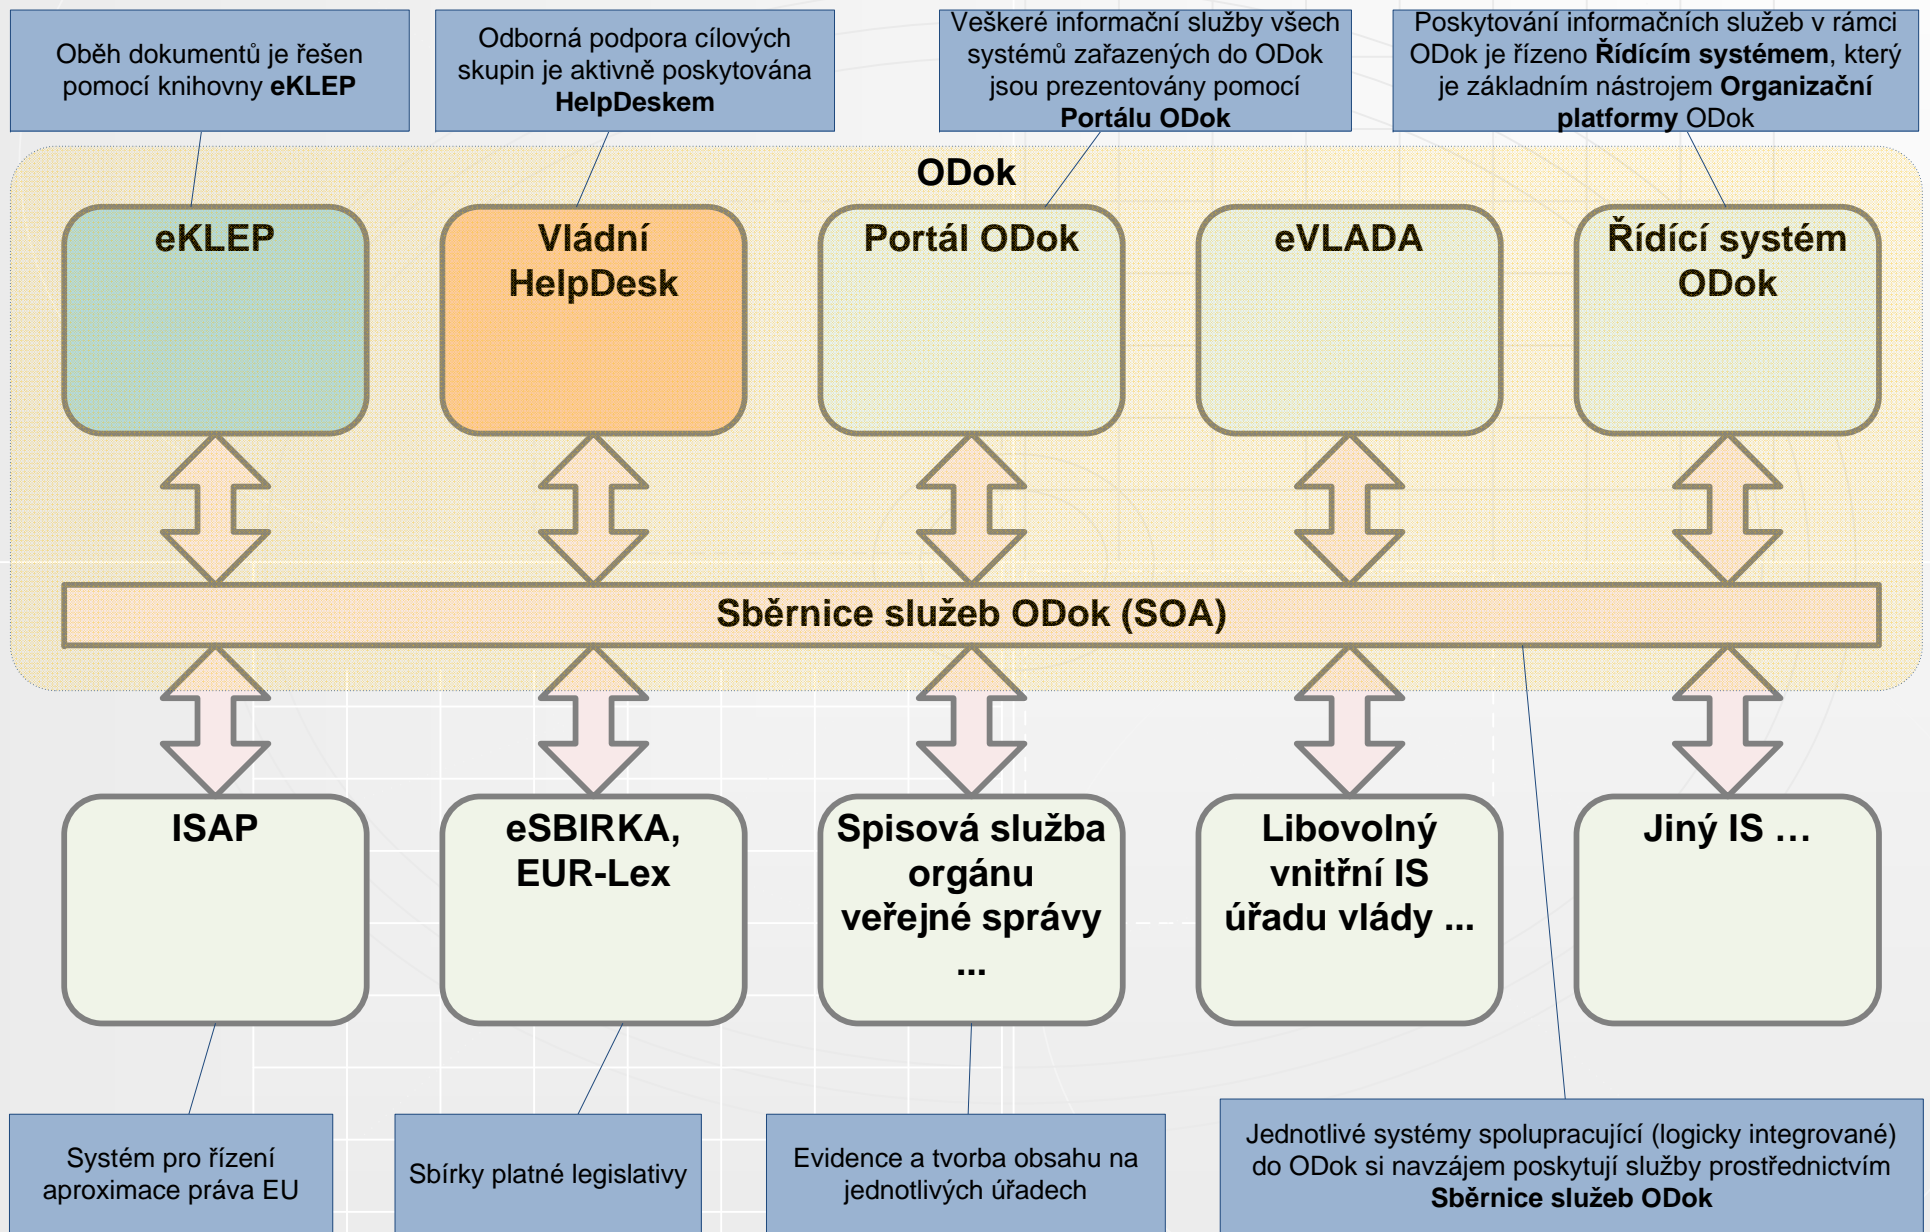 Oběh dokumentů je řešen
pomocí knihovny eKLEP
Odborná podpora cílových
skupin je aktivně poskytována
HelpDeskem
Veškeré informační služby všech
systémů zařazených do ODok
jsou prezentovány pomocí
Portálu ODok
Poskytování informačních služeb v rámci
ODok je řízeno Řídícím systémem, který
je základním nástrojem Organizační
platformy ODok
ODok
eKLEP
Vládní
HelpDesk
Portál ODok
eVLADA
Řídící systém
ODok
Sběrnice služeb ODok (SOA)
ISAP
eSBIRKA,
EUR-Lex
Spisová služba
orgánu
veřejné správy
...
Libovolný
vnitřní IS
úřadu vlády ...
Jiný IS …
Systém pro řízení
aproximace práva EU
Sbírky platné legislativy
Evidence a tvorba obsahu na
jednotlivých úřadech
Jednotlivé systémy spolupracující (logicky integrované)
do ODok si navzájem poskytují služby prostřednictvím
Sběrnice služeb ODok